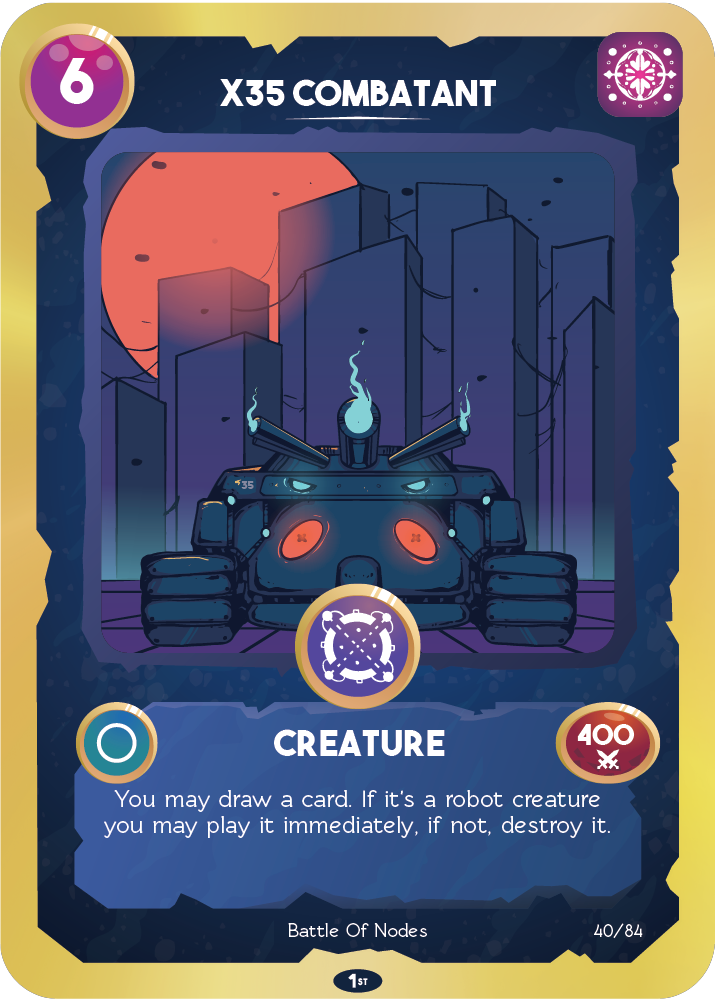 6
X35 COMBATANT
35
CREATURE
400
You may draw a card. If it's a robot creature
you may play it immediately, if not, destroy it.
Battle Of Nodes
40/84
1ST